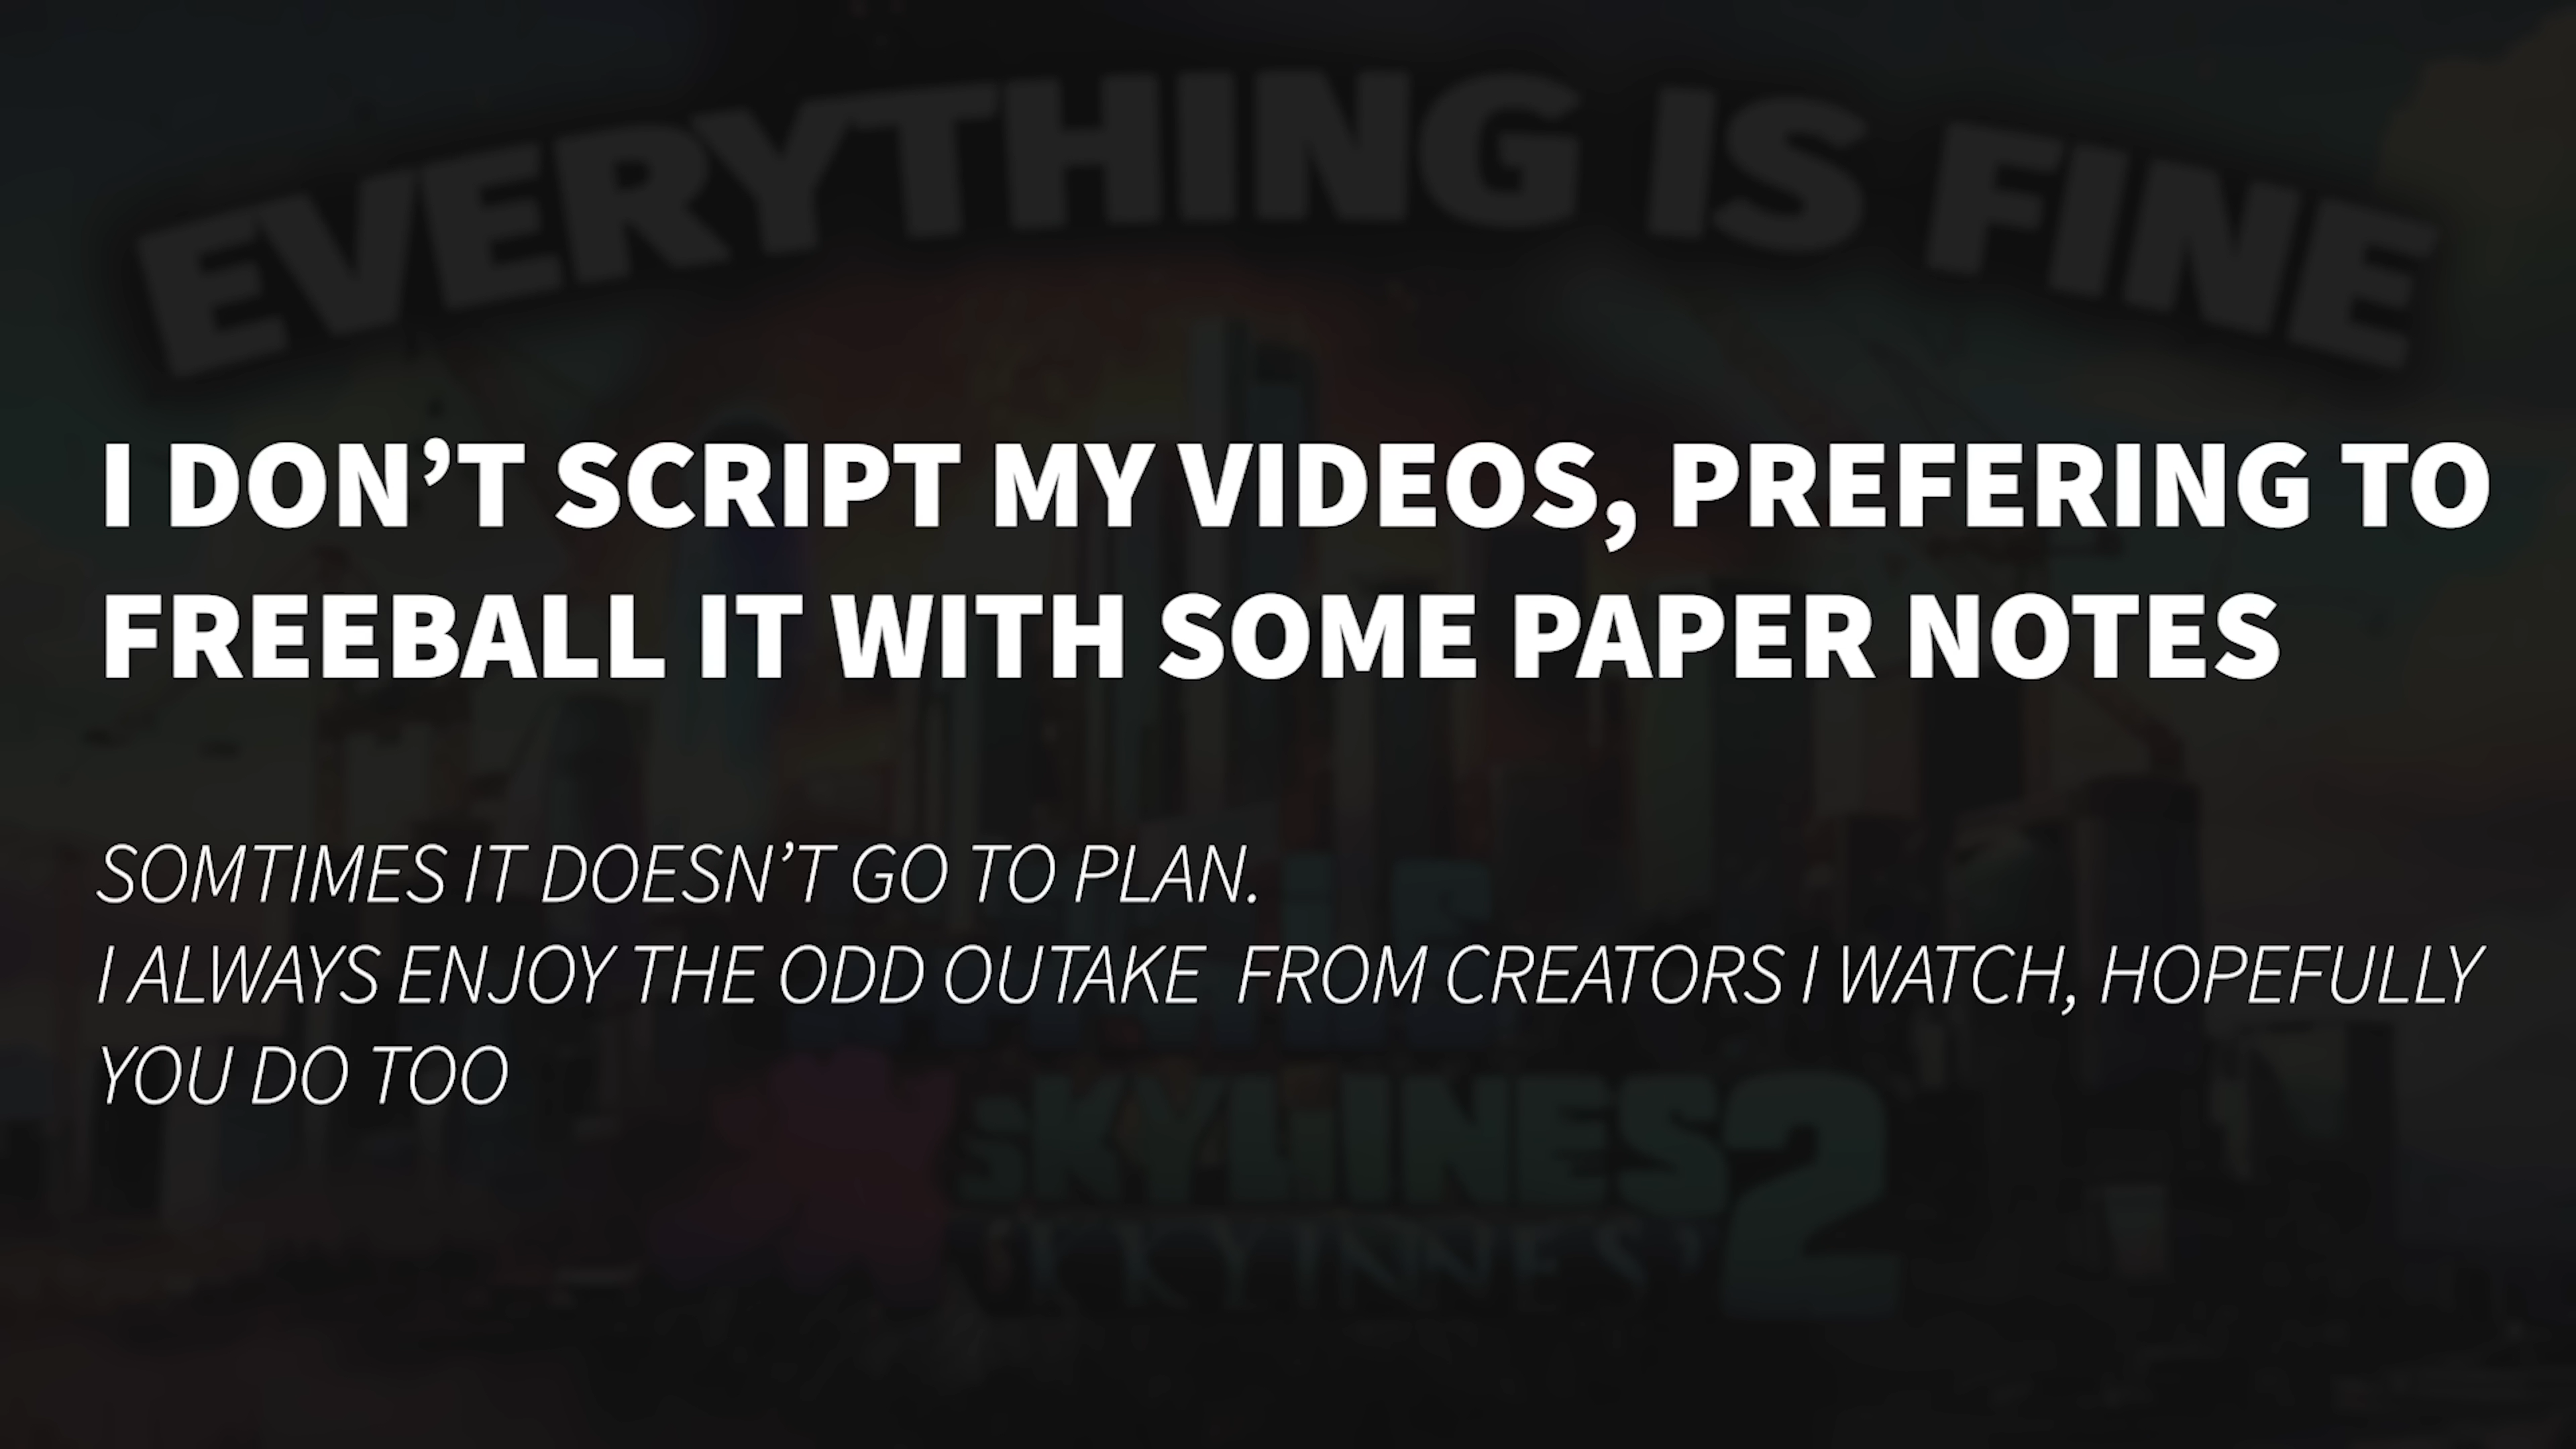 EVERYTHING IS FINE
I DON’T SCRIPT MY VIDEOS, PREFERING TO
FREEBALL IT WITH SOME PAPER NOTES
SOMTIMES IT DOESN’T GO TO PLAN.
I ALWAYS ENJOY THE ODD OUTAKE  FROM CREATORS I WATCH, HOPEFULLY
YOU DO TOO
SKYLINES 2